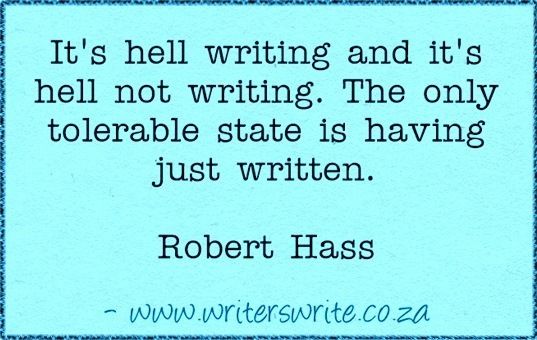 It's hell writing and it's
hell not writing. The only
tolerable state is having
just written.
Robert Hass
- www.writerswrite.co.za